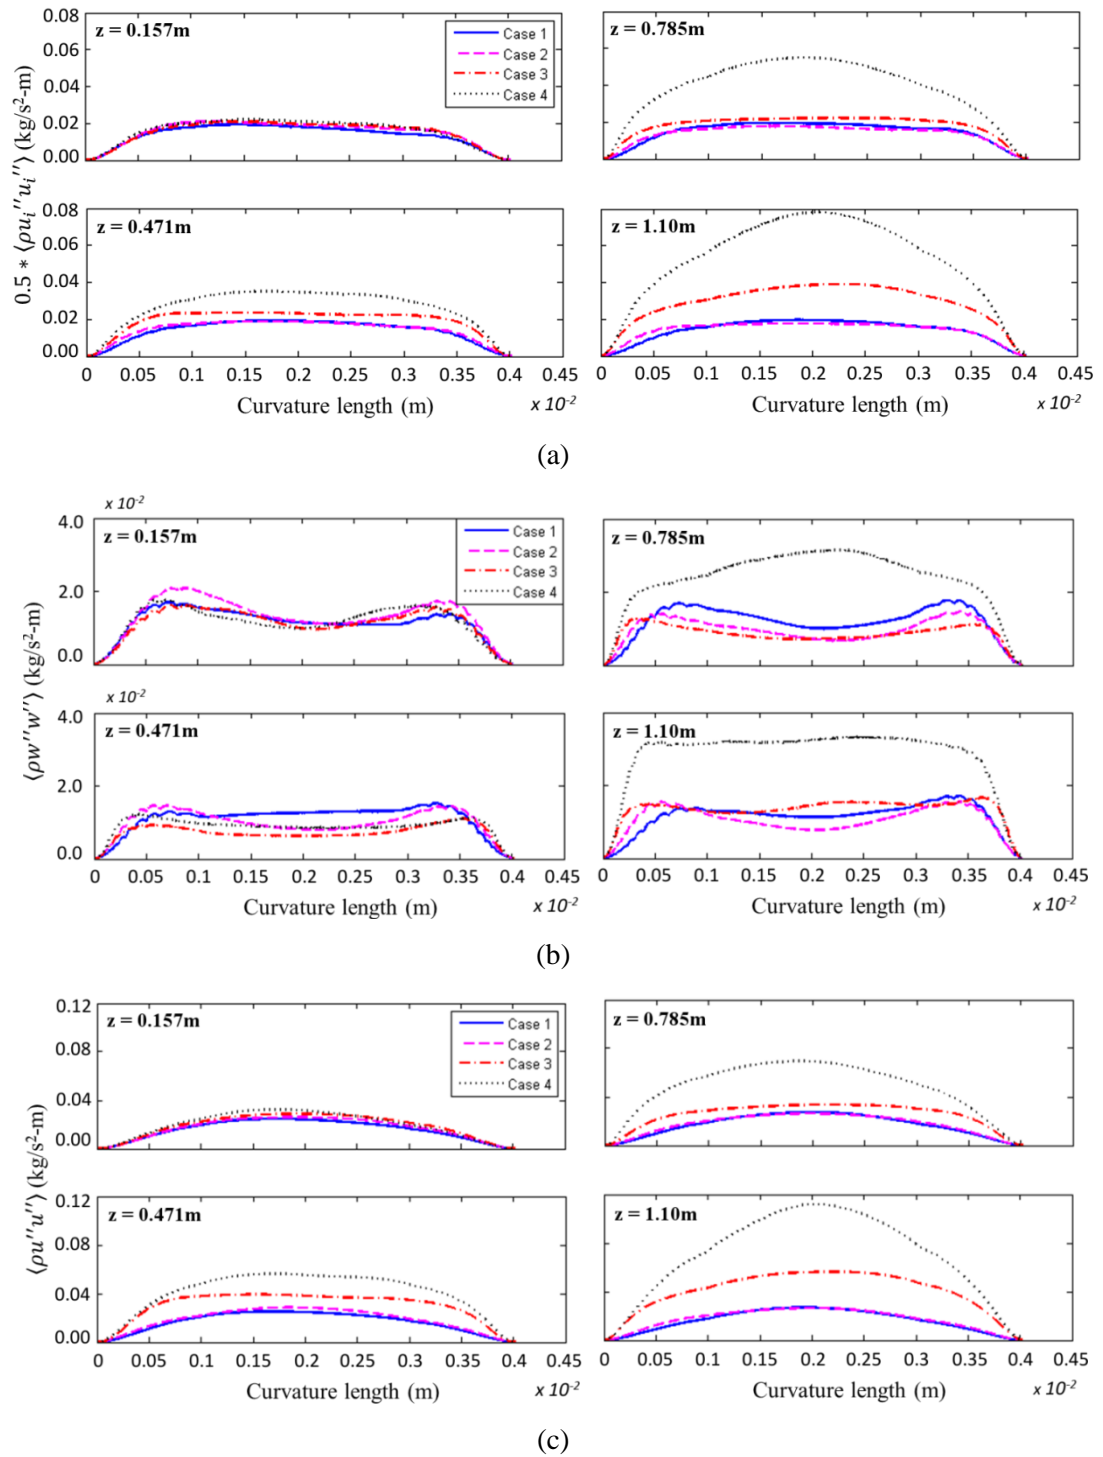 z = 0.157m
Case 1
Case 2
Case 3
Case 4
0.08
0.06
0.04
0.02
0.00
z = 0.785m
0.5 * ⟨ρu_i''u_i''⟩ (kg/s²-m)
z = 0.471m
0.08
0.06
0.04
0.02
0.00
0 0.05 0.1 0.15 0.2 0.25 0.3 0.35 0.4 0.45
Curvature length (m)
x 10⁻²
z = 1.10m
0 0.05 0.1 0.15 0.2 0.25 0.3 0.35 0.4 0.45
Curvature length (m)
x 10⁻²
(a)
x 10⁻²
z = 0.157m
Case 1
Case 2
Case 3
Case 4
4.0
2.0
0.0
z = 0.785m
⟨ρw''w''⟩ (kg/s²-m)
x 10⁻²
z = 0.471m
4.0
2.0
0.0
0 0.05 0.1 0.15 0.2 0.25 0.3 0.35 0.4 0.45
Curvature length (m)
x 10⁻²
z = 1.10m
0 0.05 0.1 0.15 0.2 0.25 0.3 0.35 0.4 0.45
Curvature length (m)
x 10⁻²
(b)
z = 0.157m
Case 1
Case 2
Case 3
Case 4
0.12
0.08
0.04
0.00
z = 0.785m
⟨ρu''u''⟩ (kg/s²-m)
z = 0.471m
0.12
0.08
0.04
0.00
0 0.05 0.1 0.15 0.2 0.25 0.3 0.35 0.4 0.45
Curvature length (m)
x 10⁻²
z = 1.10m
0 0.05 0.1 0.15 0.2 0.25 0.3 0.35 0.4 0.45
Curvature length (m)
x 10⁻²
(c)